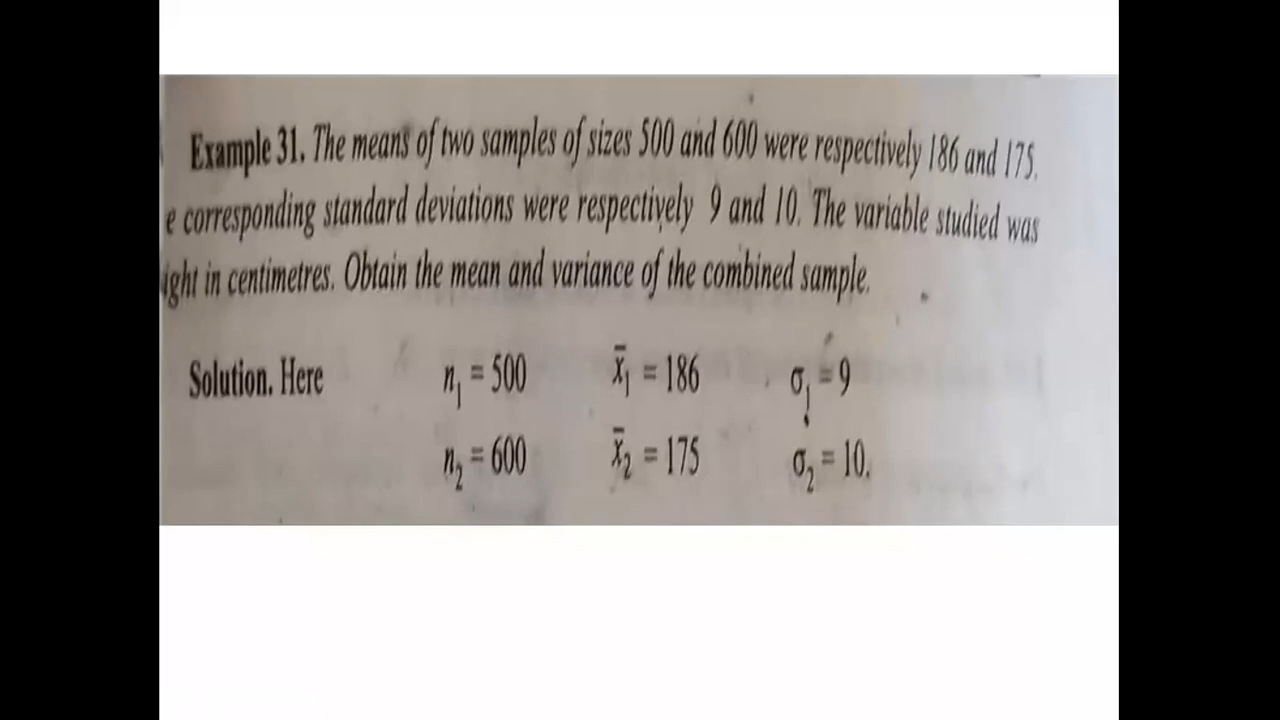 Example 31. The means of two samples of sizes 500 and 600 were respectively 186 and 175.
e corresponding standard deviations were respectively 9 and 10. The variable studied was
ight in centimetres. Obtain the mean and variance of the combined sample.
Solution. Here n₁ = 500 x̄₁ = 186 σ₁ = 9
n₂ = 600 x̄₂ = 175 σ₂ = 10.